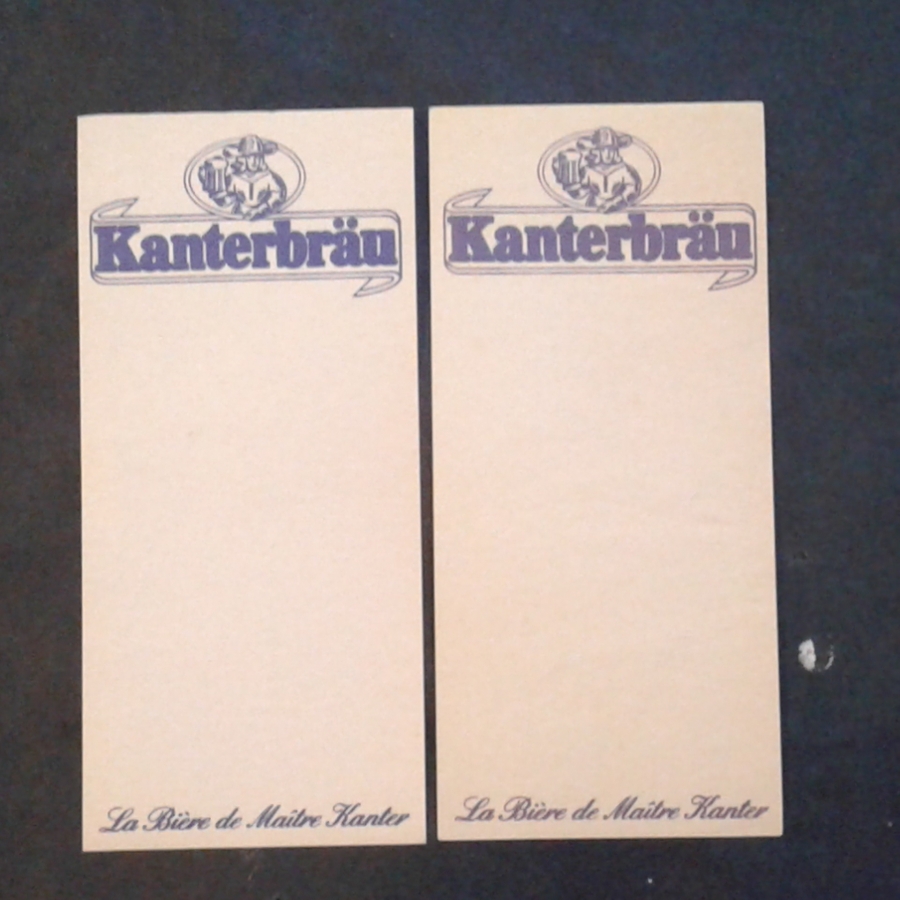 Kanterbräu
La Bière de Maître Kanter
Kanterbräu
La Bière de Maître Kanter